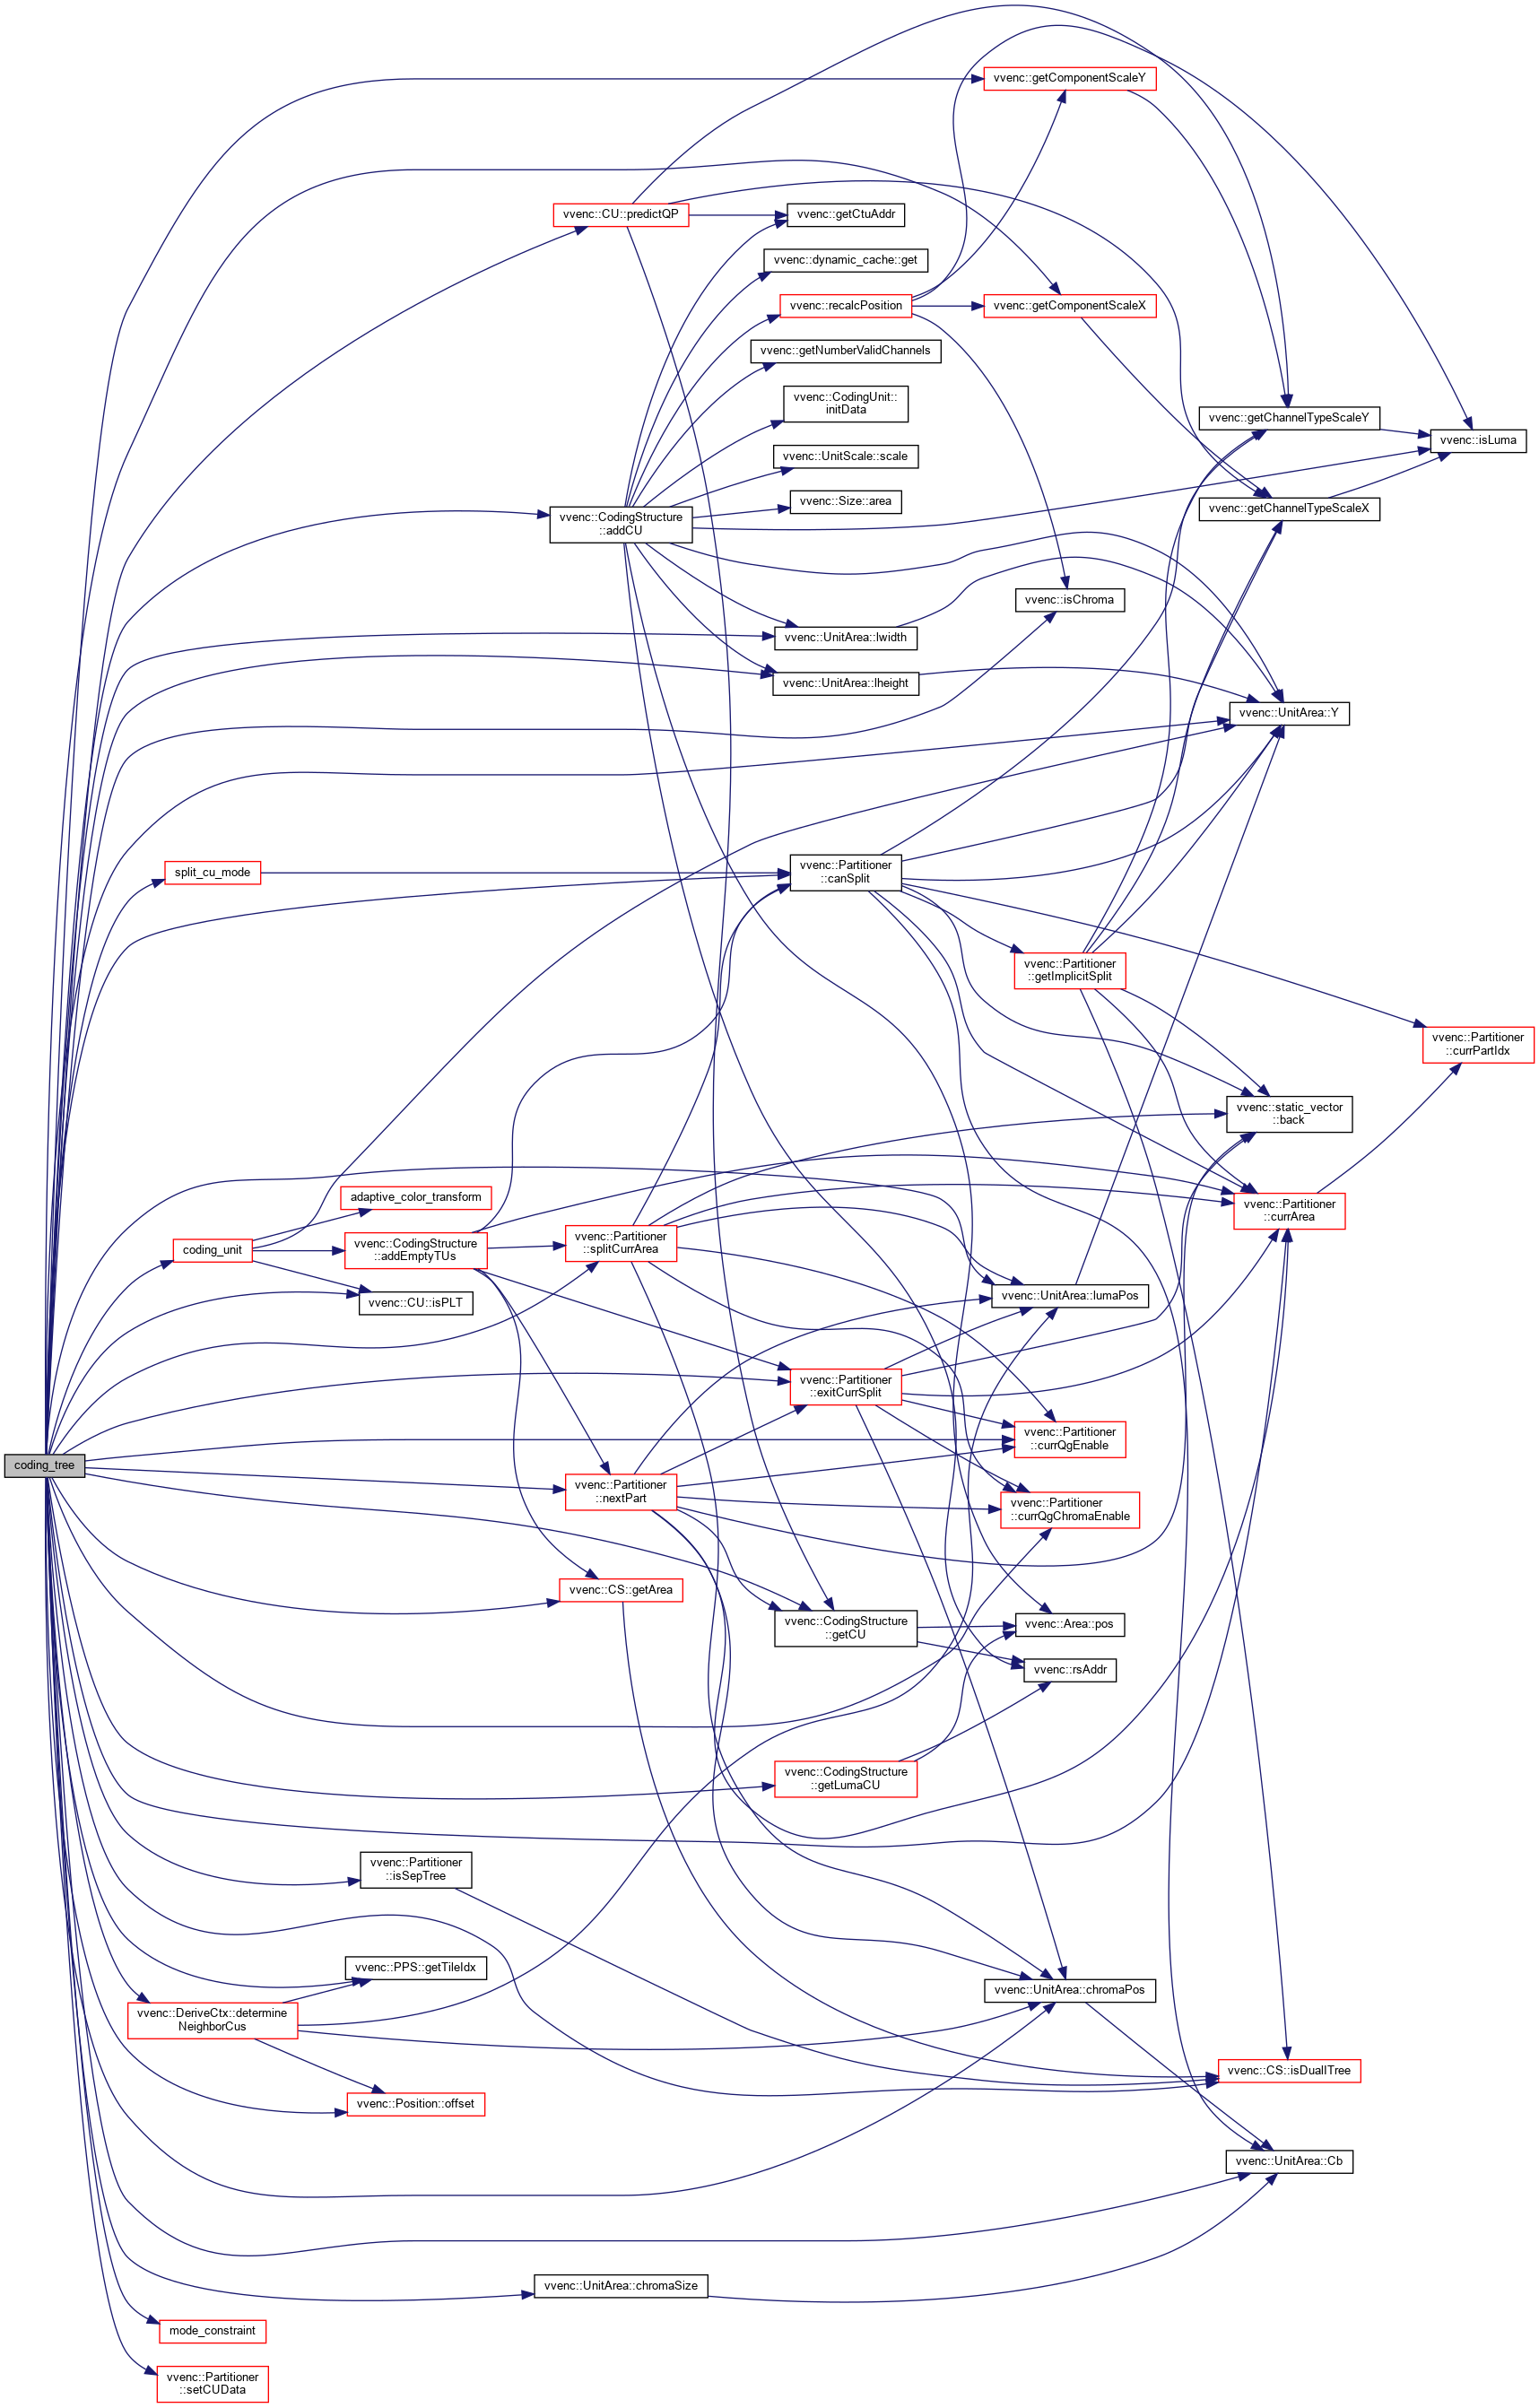 vvenc::getComponentScaleY
vvenc::CU::predictQP
vvenc::getCtuAddr
vvenc::dynamic_cache::get
vvenc::recalcPosition
vvenc::getComponentScaleX
vvenc::getNumberValidChannels
vvenc::CodingUnit::
initData
vvenc::getChannelTypeScaleY
vvenc::isLuma
vvenc::UnitScale::scale
vvenc::Size::area
vvenc::getChannelTypeScaleX
vvenc::CodingStructure
::addCU
vvenc::isChroma
vvenc::UnitArea::lwidth
vvenc::UnitArea::lheight
vvenc::UnitArea::Y
split_cu_mode
vvenc::Partitioner
::canSplit
vvenc::Partitioner
::getImplicitSplit
vvenc::Partitioner
::currPartIdx
vvenc::static_vector
::back
adaptive_color_transform
vvenc::Partitioner
::currArea
coding_unit
vvenc::CodingStructure
::addEmptyTUs
vvenc::Partitioner
::splitCurrArea
vvenc::CU::isPLT
vvenc::UnitArea::lumaPos
vvenc::Partitioner
::exitCurrSplit
vvenc::Partitioner
::currQgEnable
coding_tree
vvenc::Partitioner
::nextPart
vvenc::Partitioner
::currQgChromaEnable
vvenc::CS::getArea
vvenc::CodingStructure
::getCU
vvenc::Area::pos
vvenc::rsAddr
vvenc::CodingStructure
::getLumaCU
vvenc::Partitioner
::isSepTree
vvenc::PPS::getTileIdx
vvenc::UnitArea::chromaPos
vvenc::DeriveCtx::determine
NeighborCus
vvenc::CS::isDualITree
vvenc::Position::offset
vvenc::UnitArea::Cb
vvenc::UnitArea::chromaSize
mode_constraint
vvenc::Partitioner
::setCUData